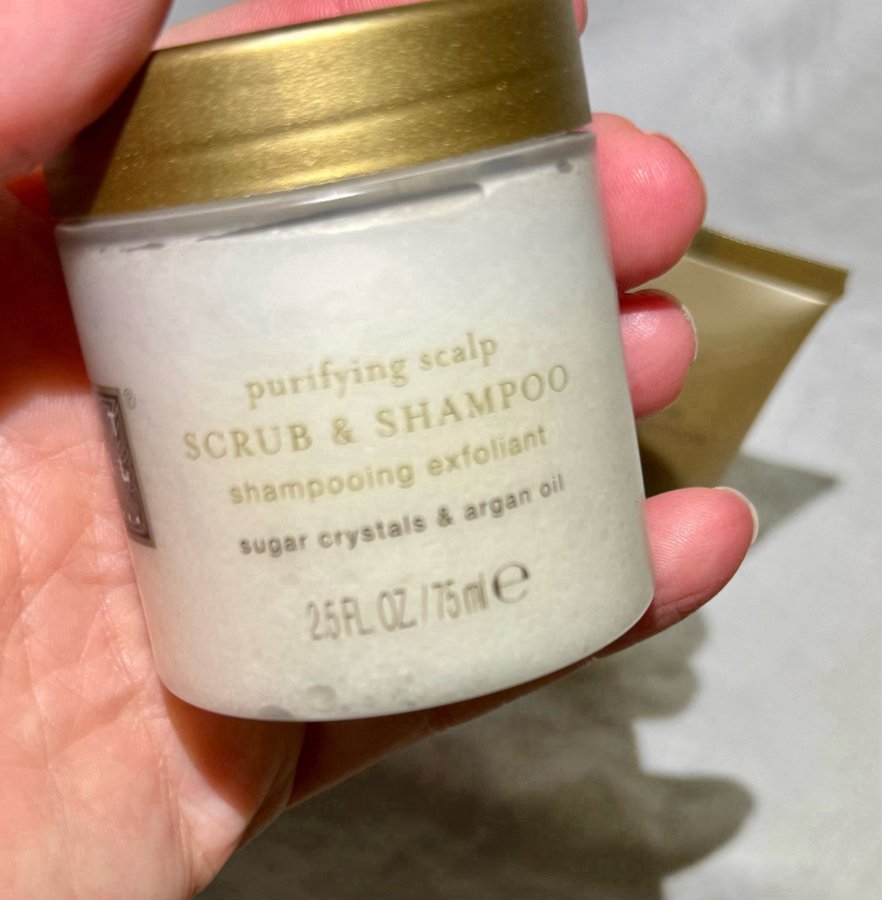 purifying scalp
SCRUB & SHAMPOO
shampooing exfoliant
sugar crystals & argan oil
2.5 FL. OZ. / 75 ml ℮
®